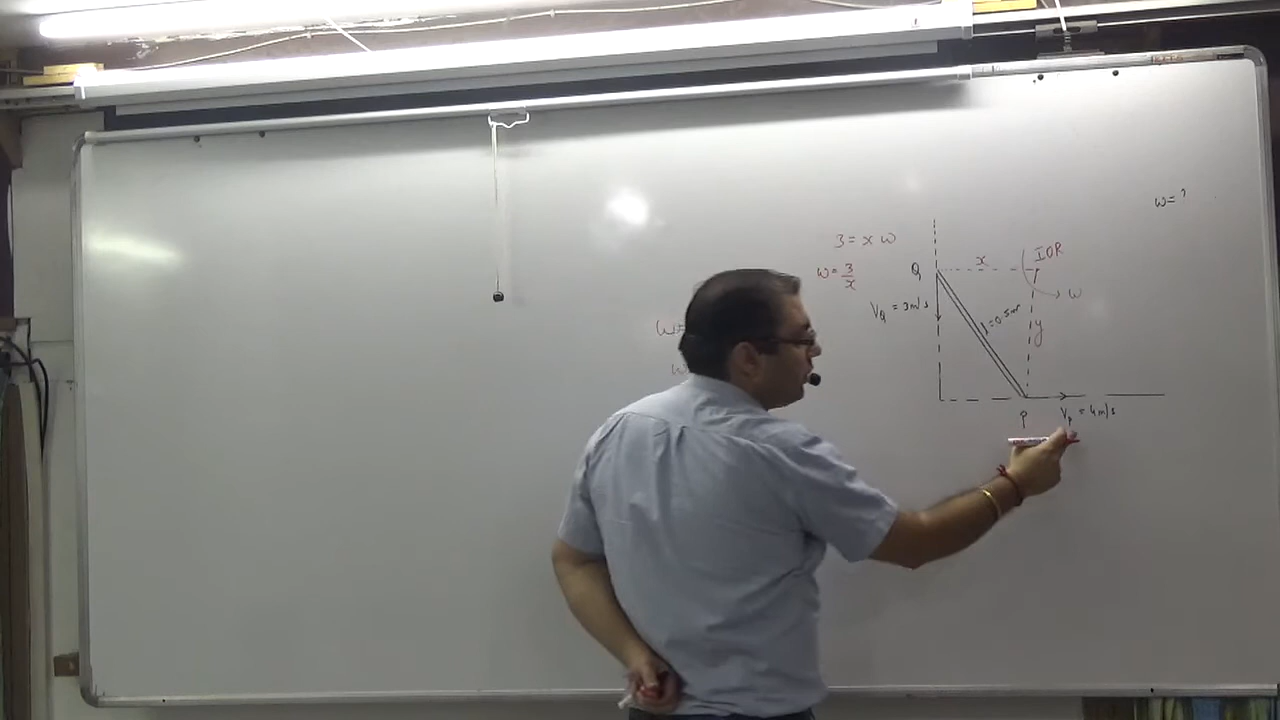 ω = ?
3 = x ω
ω = 3/x
Q
x
IOR
ω
V_Q = 3m/s
l=0.5m
y
P
V_P = 4m/s
ω=